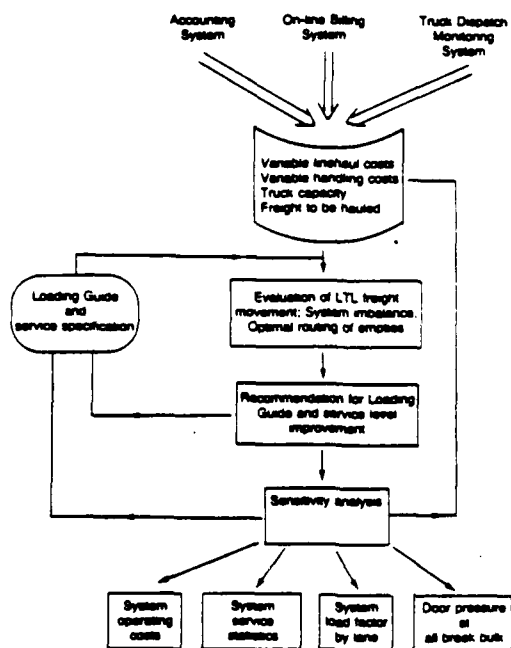 Accounting
System
On-line Billing
System
Truck Dispatch
Monitoring
System
Variable linehaul costs
Variable handling costs
Truck capacity
Freight to be hauled
Loading Guide
and
service specification
Evaluation of LTL freight
movement: System imbalance.
Optimal routing of empties
Recommendation for Loading
Guide and service level
improvement
Sensitivity analysis
System
operating
costs
System
service
statistics
System
load factor
by lane
Door pressure
at
all break bulk